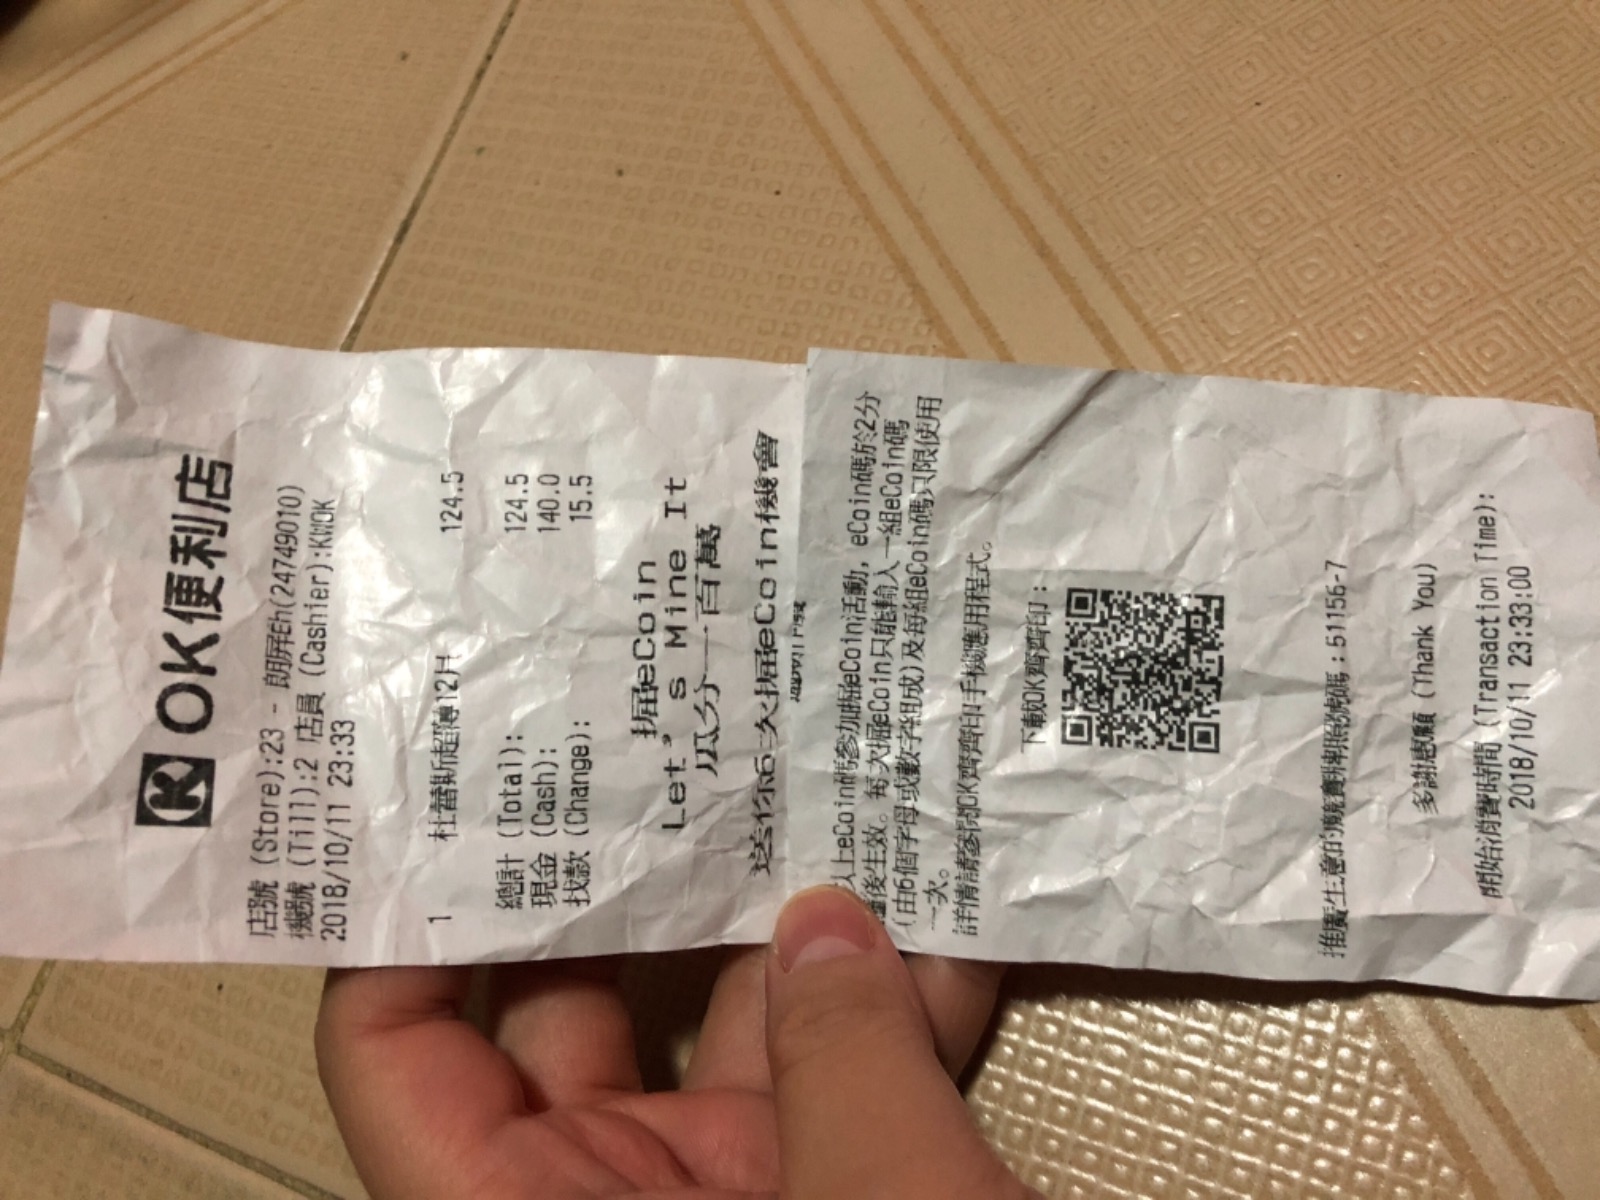 OK便利店
店號 (Store):23 - 朗屏Eh(24749010)
機號 (Till):2 店員 (Cashier):KWOK
2018/10/11 23:33
1 杜當斯超薄12片 124.5
總計 (Total): 124.5
現金 (Cash): 140.0
找款 (Change): 15.5
掘eCoin
Let's Mine It
瓜分一百萬
送你一次掘eCoin機會
以上eCoin碼參加掘eCoin活動, eCoin碼於2分
鐘後生效。每次掘eCoin只能輸入一組eCoin碼
(由6個字母或數字組成)及每組eCoin碼只限使用
一次。
詳情請參閱OK齊齊印手機應用程式。
下載OK齊齊印:
推廣生意的競賽牌照號碼:51156-7
多謝惠顧 (Thank You)
開始消費時間 (Transaction Time):
2018/10/11 23:33:00